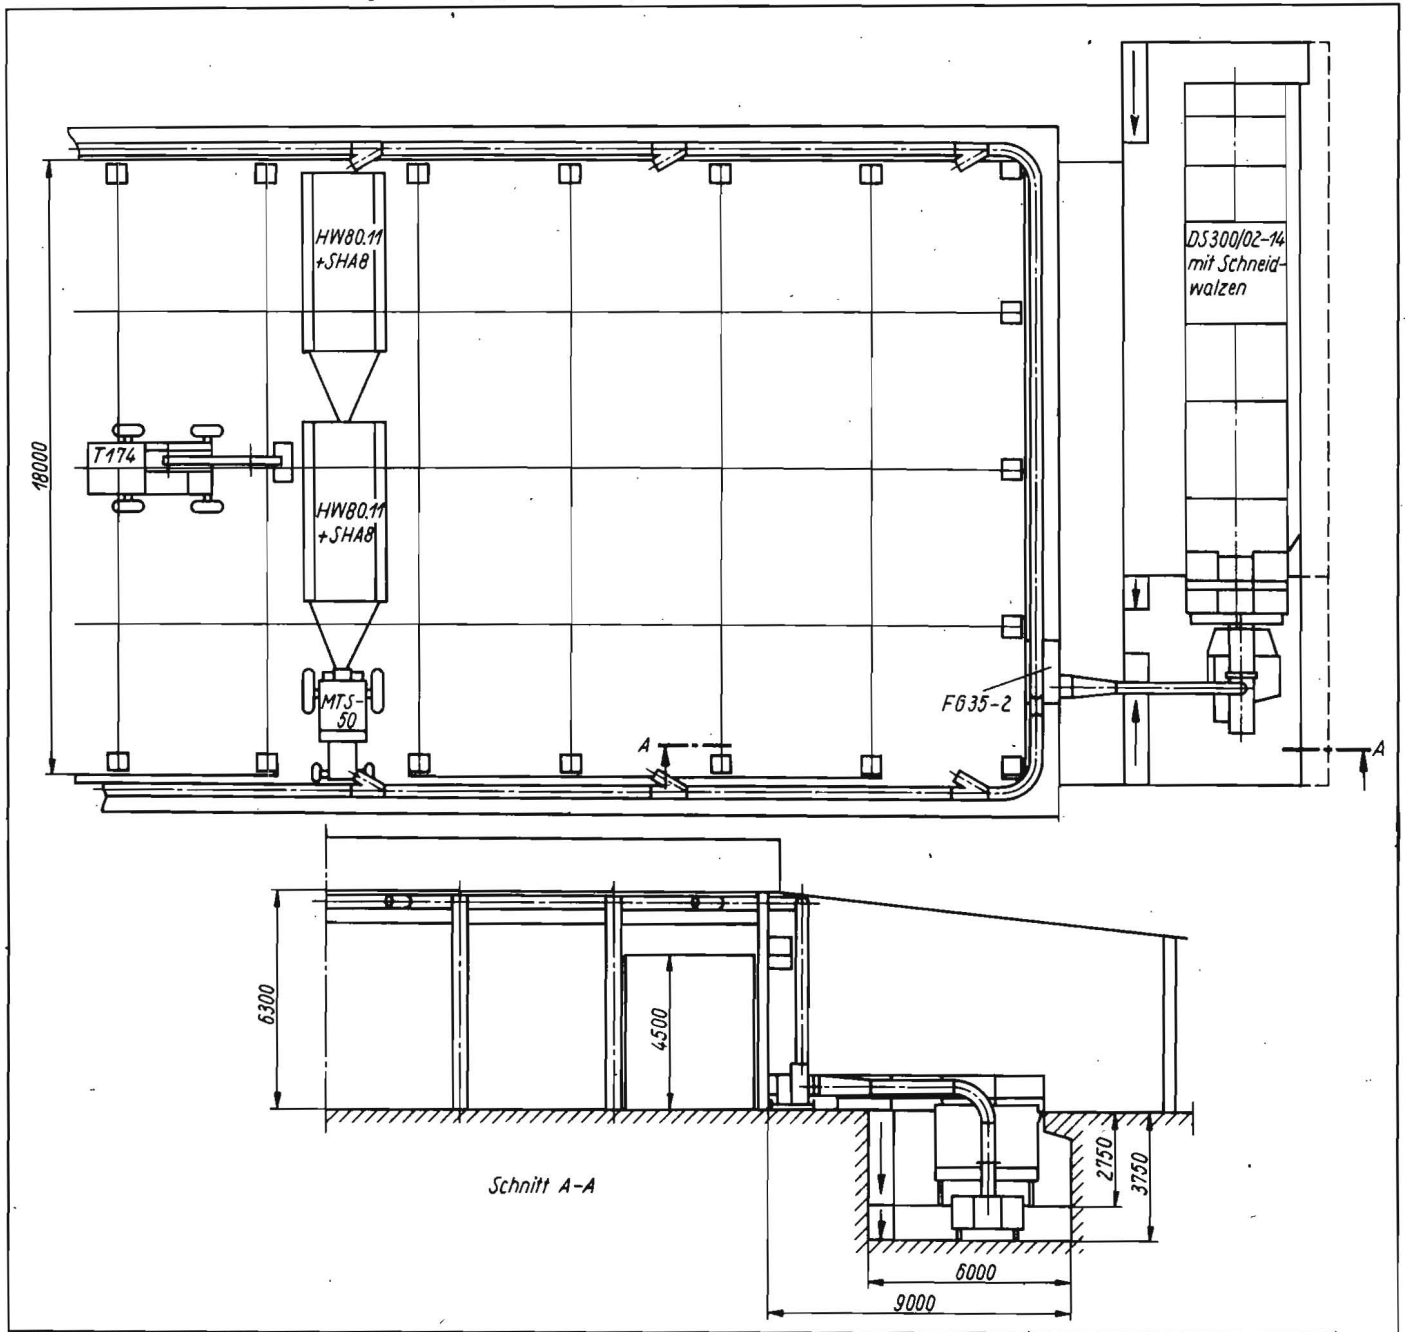 HW80.11
+SHA8
DS300/02-14
mit Schneid-
walzen
18000
T174
HW80.11
+SHA8
MTS-
50
F635-2
A
A
6300
4500
2750
3750
Schnitt A-A
6000
9000